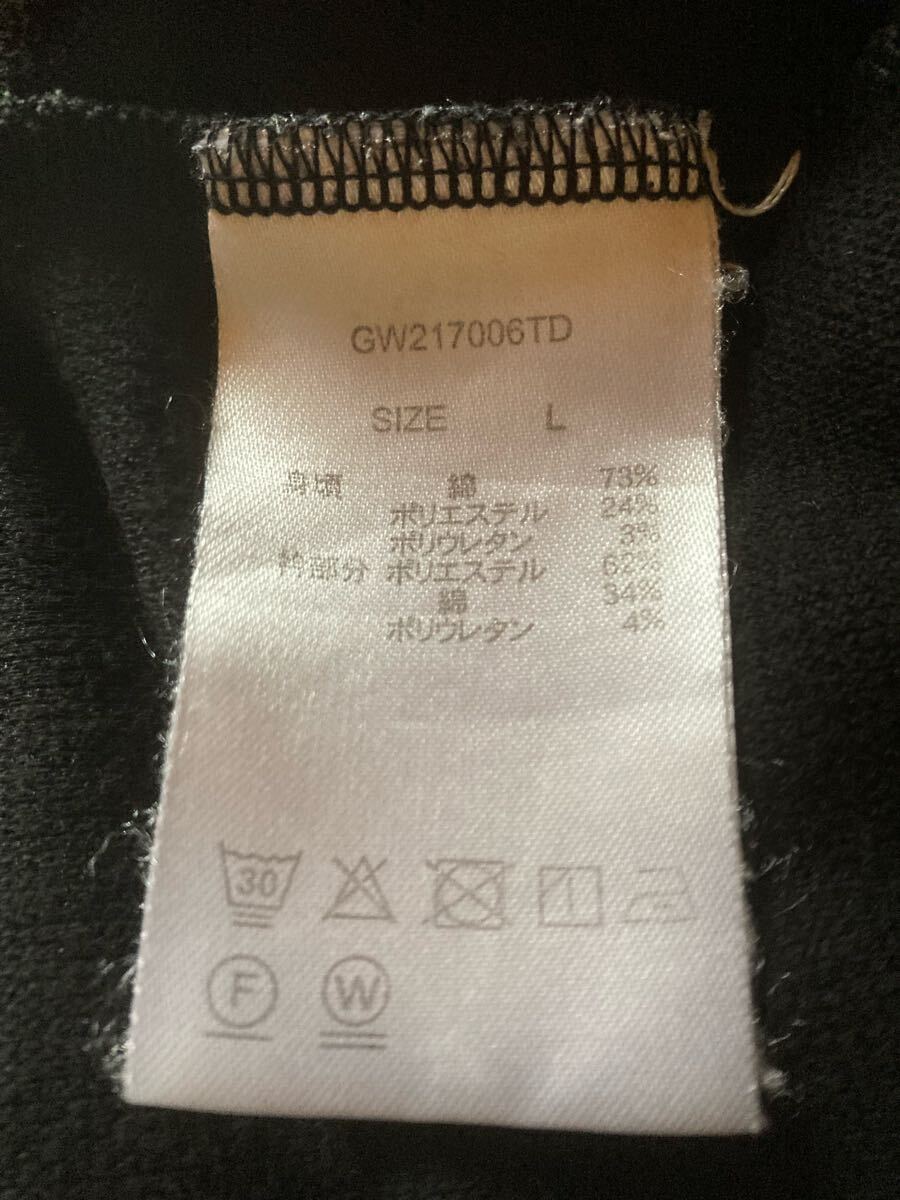 GW217006TD
SIZE L
身頃 綿 73%
ポリエステル 24%
ポリウレタン 3%
衿部分 ポリエステル 62%
綿 34%
ポリウレタン 4%
30
F W